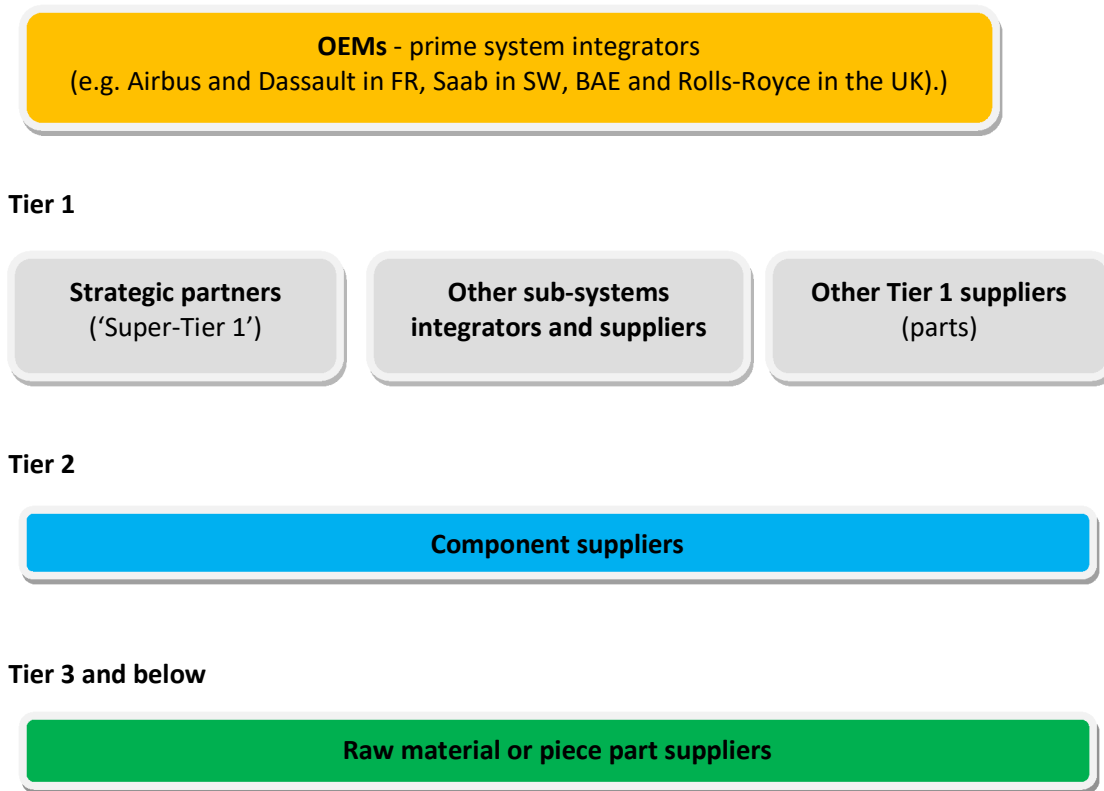 OEMs - prime system integrators
(e.g. Airbus and Dassault in FR, Saab in SW, BAE and Rolls-Royce in the UK).)
Tier 1
Strategic partners
(‘Super-Tier 1’)
Other sub-systems
integrators and suppliers
Other Tier 1 suppliers
(parts)
Tier 2
Component suppliers
Tier 3 and below
Raw material or piece part suppliers